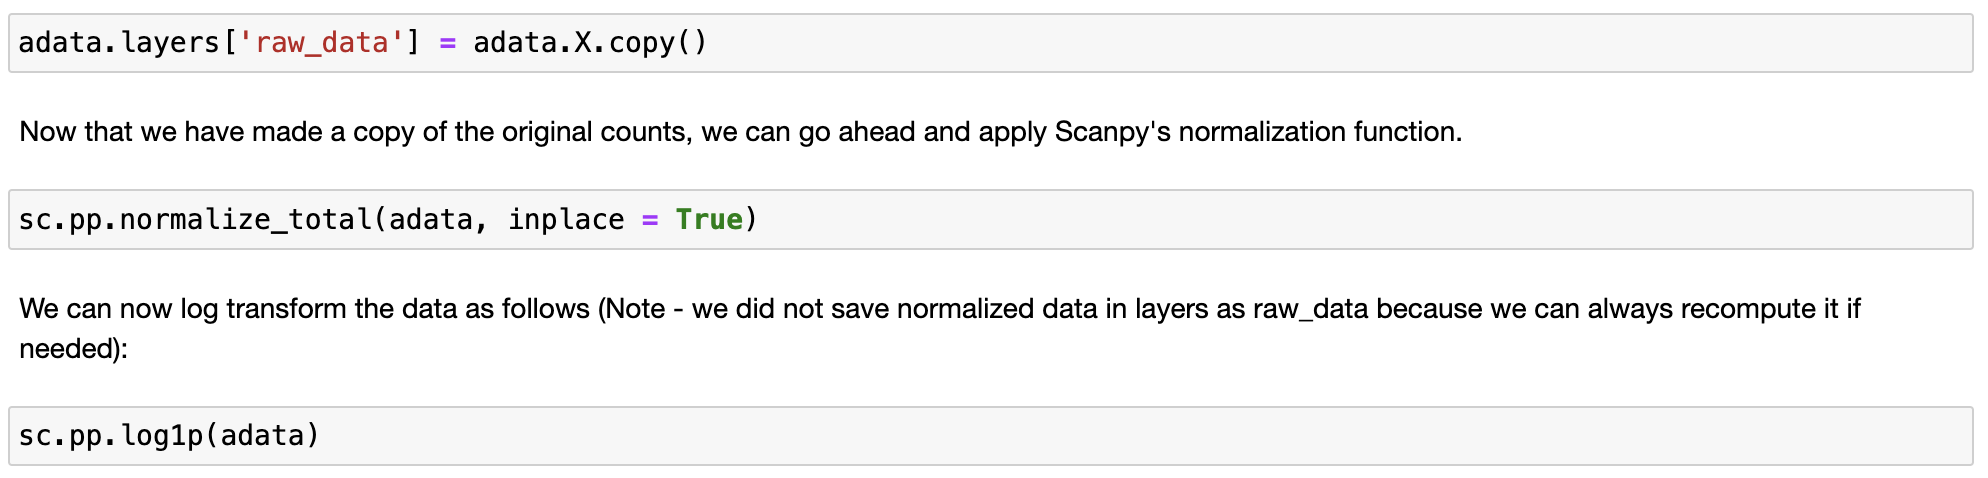 adata.layers['raw_data'] = adata.X.copy()
Now that we have made a copy of the original counts, we can go ahead and apply Scanpy's normalization function.
sc.pp.normalize_total(adata, inplace = True)
We can now log transform the data as follows (Note - we did not save normalized data in layers as raw_data because we can always recompute it if
needed):
sc.pp.log1p(adata)